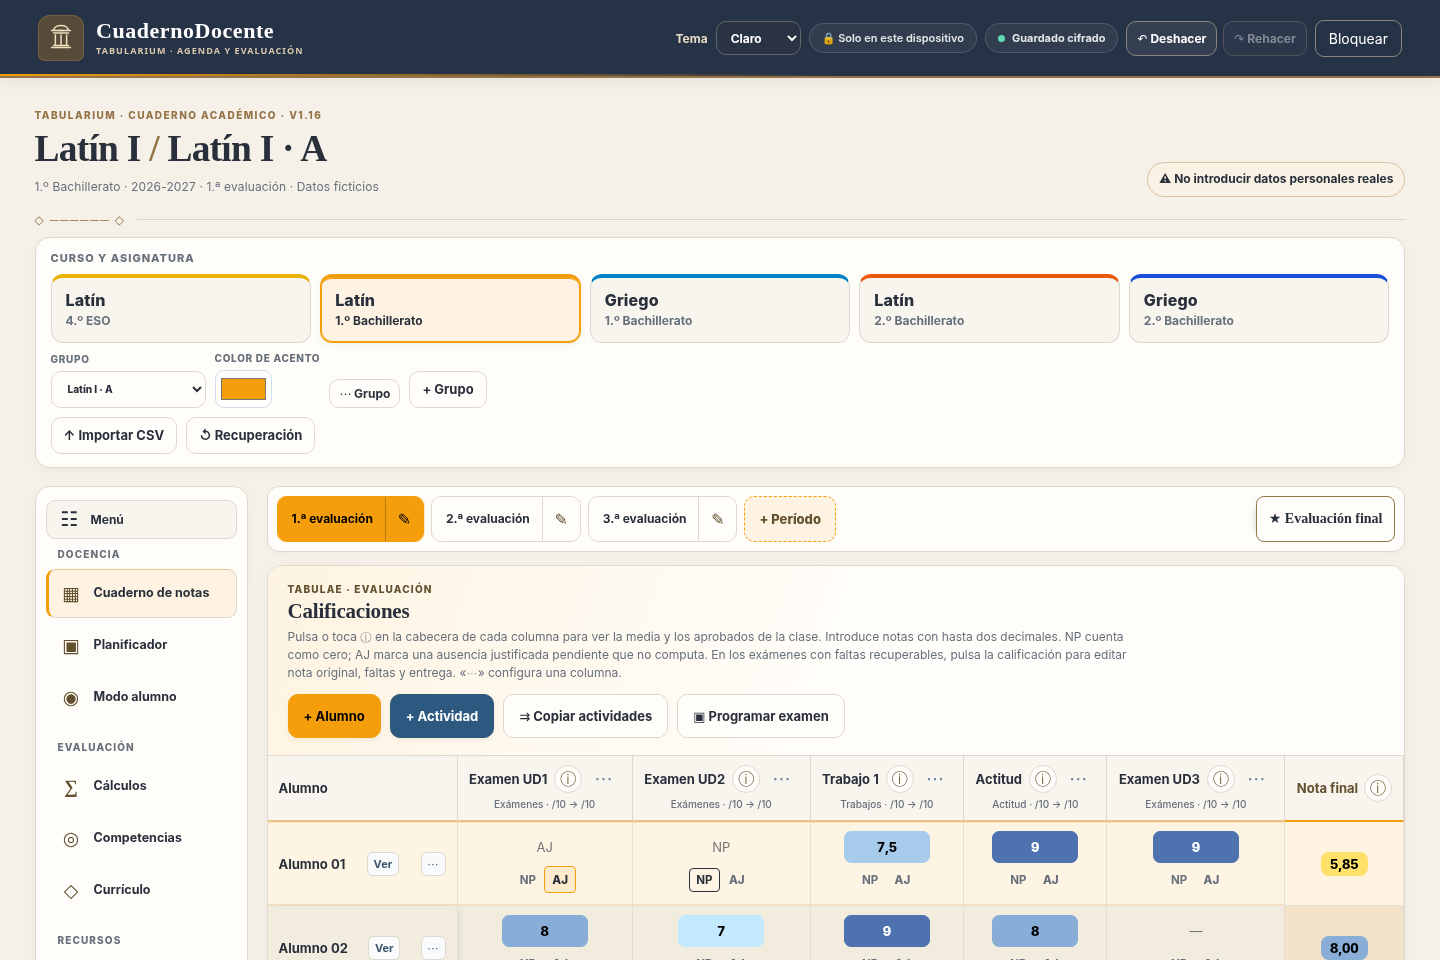 CuadernoDocente
TABULARIUM · AGENDA Y EVALUACIÓN
Tema
Claro
🔒 Solo en este dispositivo
Guardado cifrado
↶ Deshacer
↷ Rehacer
Bloquear
TABULARIUM · CUADERNO ACADÉMICO · V1.16
Latín I / Latín I · A
1.º Bachillerato · 2026-2027 · 1.ª evaluación · Datos ficticios
⚠ No introducir datos personales reales
CURSO Y ASIGNATURA
Latín
4.º ESO
Latín
1.º Bachillerato
Griego
1.º Bachillerato
Latín
2.º Bachillerato
Griego
2.º Bachillerato
GRUPO
Latín I · A
COLOR DE ACENTO
··· Grupo
+ Grupo
↑ Importar CSV
↺ Recuperación
Menú
DOCENCIA
Cuaderno de notas
Planificador
Modo alumno
EVALUACIÓN
∑ Cálculos
◎ Competencias
◇ Currículo
RECURSOS
1.ª evaluación ✎
2.ª evaluación ✎
3.ª evaluación ✎
+ Período
★ Evaluación final
TABULAE · EVALUACIÓN
Calificaciones
Pulsa o toca ⓘ en la cabecera de cada columna para ver la media y los aprobados de la clase. Introduce notas con hasta dos decimales. NP cuenta
como cero; AJ marca una ausencia justificada pendiente que no computa. En los exámenes con faltas recuperables, pulsa la calificación para editar
nota original, faltas y entrega. «···» configura una columna.
+ Alumno
+ Actividad
⇉ Copiar actividades
▣ Programar examen
Alumno
Examen UD1 ⓘ ···
Exámenes · /10 → /10
Examen UD2 ⓘ ···
Exámenes · /10 → /10
Trabajo 1 ⓘ ···
Trabajos · /10 → /10
Actitud ⓘ ···
Actitud · /10 → /10
Examen UD3 ⓘ ···
Exámenes · /10 → /10
Nota final ⓘ
Alumno 01 Ver ···
AJ
NP AJ
NP
NP AJ
7,5
NP AJ
9
NP AJ
9
NP AJ
5,85
Alumno 02 Ver ···
8
7
9
8
—
8,00